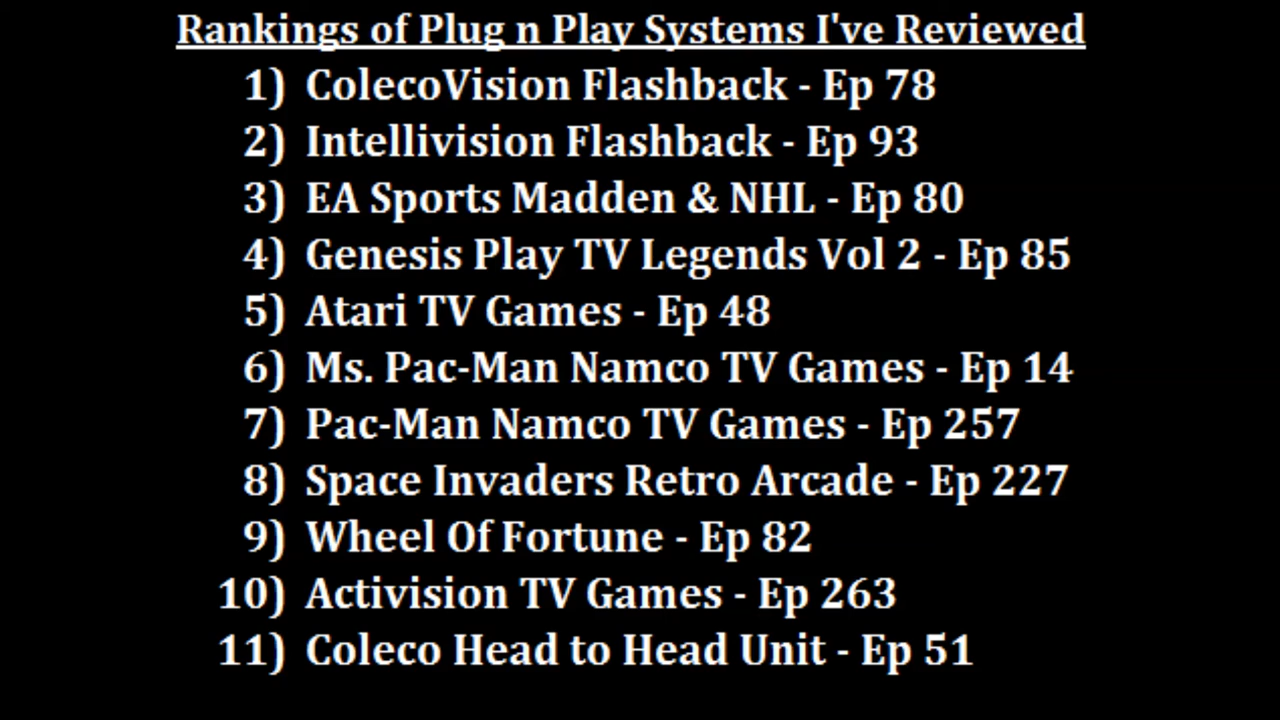 Rankings of Plug n Play Systems I've Reviewed
1) ColecoVision Flashback - Ep 78
2) Intellivision Flashback - Ep 93
3) EA Sports Madden & NHL - Ep 80
4) Genesis Play TV Legends Vol 2 - Ep 85
5) Atari TV Games - Ep 48
6) Ms. Pac-Man Namco TV Games - Ep 14
7) Pac-Man Namco TV Games - Ep 257
8) Space Invaders Retro Arcade - Ep 227
9) Wheel Of Fortune - Ep 82
10) Activision TV Games - Ep 263
11) Coleco Head to Head Unit - Ep 51